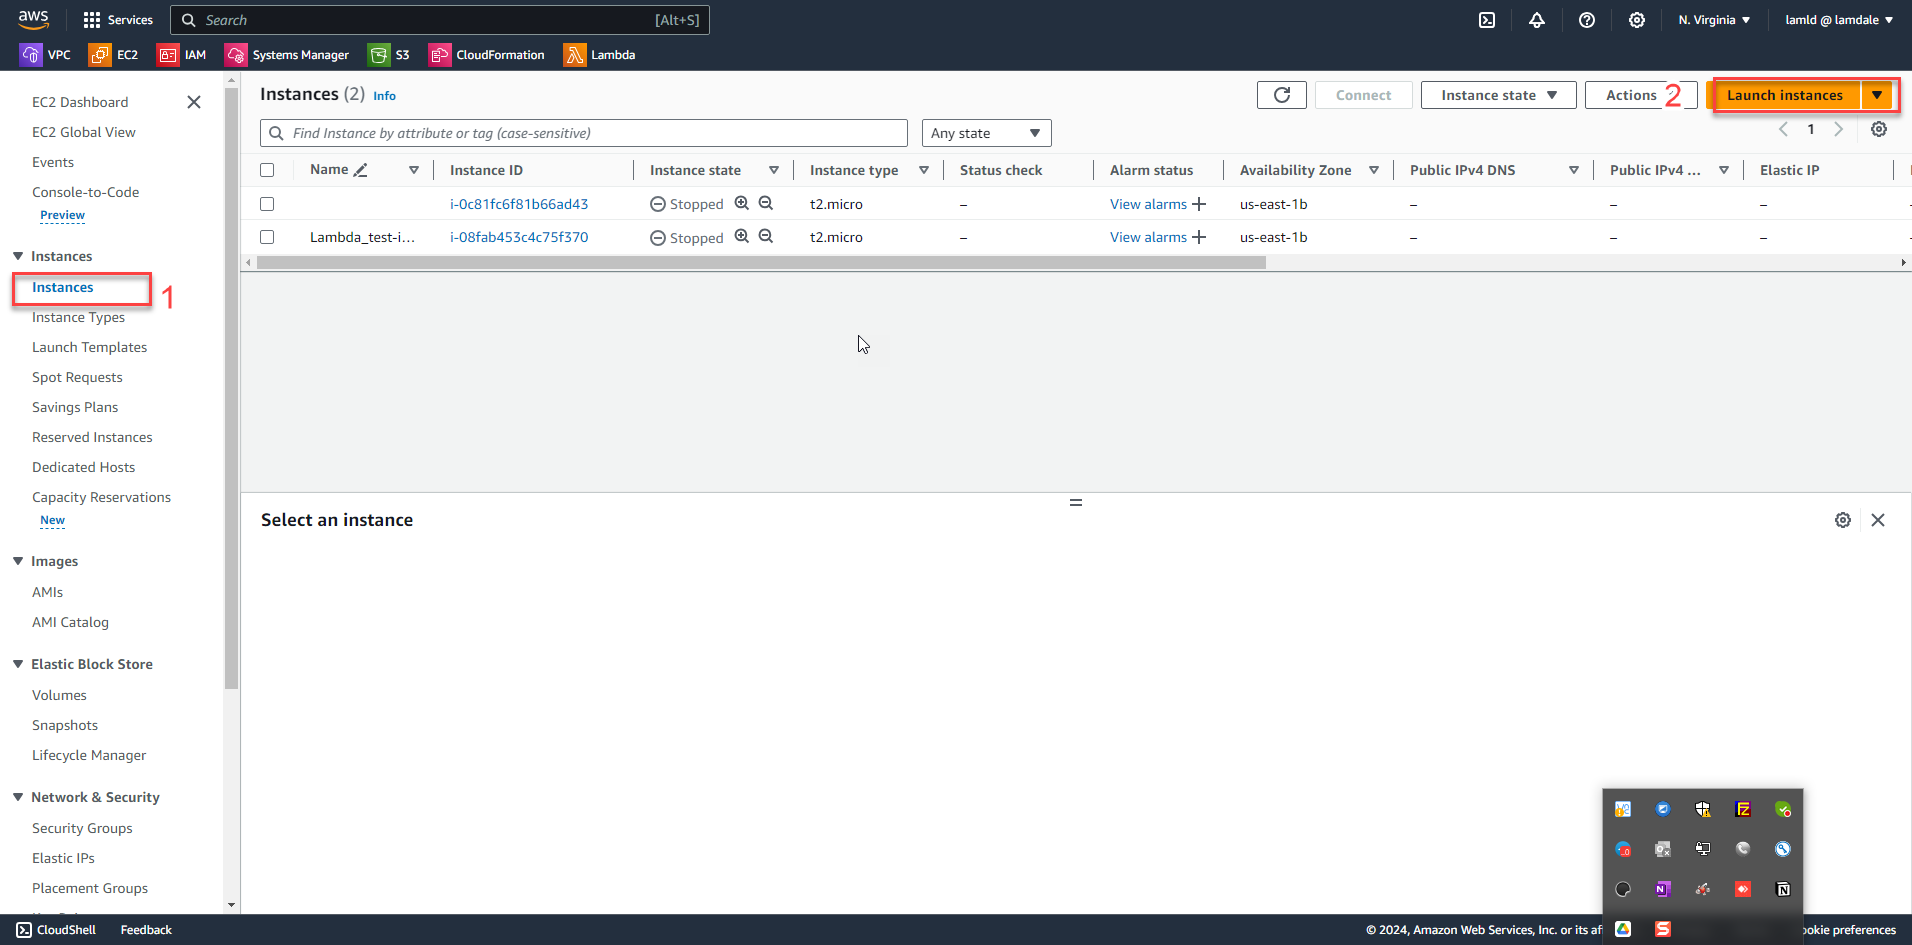 aws Services Search [Alt+S] N. Virginia lamld @ lamdale
VPC EC2 IAM Systems Manager S3 CloudFormation Lambda
EC2 Dashboard
EC2 Global View
Events
Console-to-Code
Preview
Instances
Instances 1
Instance Types
Launch Templates
Spot Requests
Savings Plans
Reserved Instances
Dedicated Hosts
Capacity Reservations
New
Images
AMIs
AMI Catalog
Elastic Block Store
Volumes
Snapshots
Lifecycle Manager
Network & Security
Security Groups
Elastic IPs
Placement Groups
Instances (2) Info Connect Instance state Actions 2 Launch instances
Find Instance by attribute or tag (case-sensitive) Any state 1
Name Instance ID Instance state Instance type Status check Alarm status Availability Zone Public IPv4 DNS Public IPv4 ... Elastic IP
i-0c81fc6f81b66ad43 Stopped t2.micro – View alarms us-east-1b – – –
Lambda_test-i... i-08fab453c4c75f370 Stopped t2.micro – View alarms us-east-1b – – –
Select an instance
CloudShell Feedback © 2024, Amazon Web Services, Inc. or its af ookie preferences